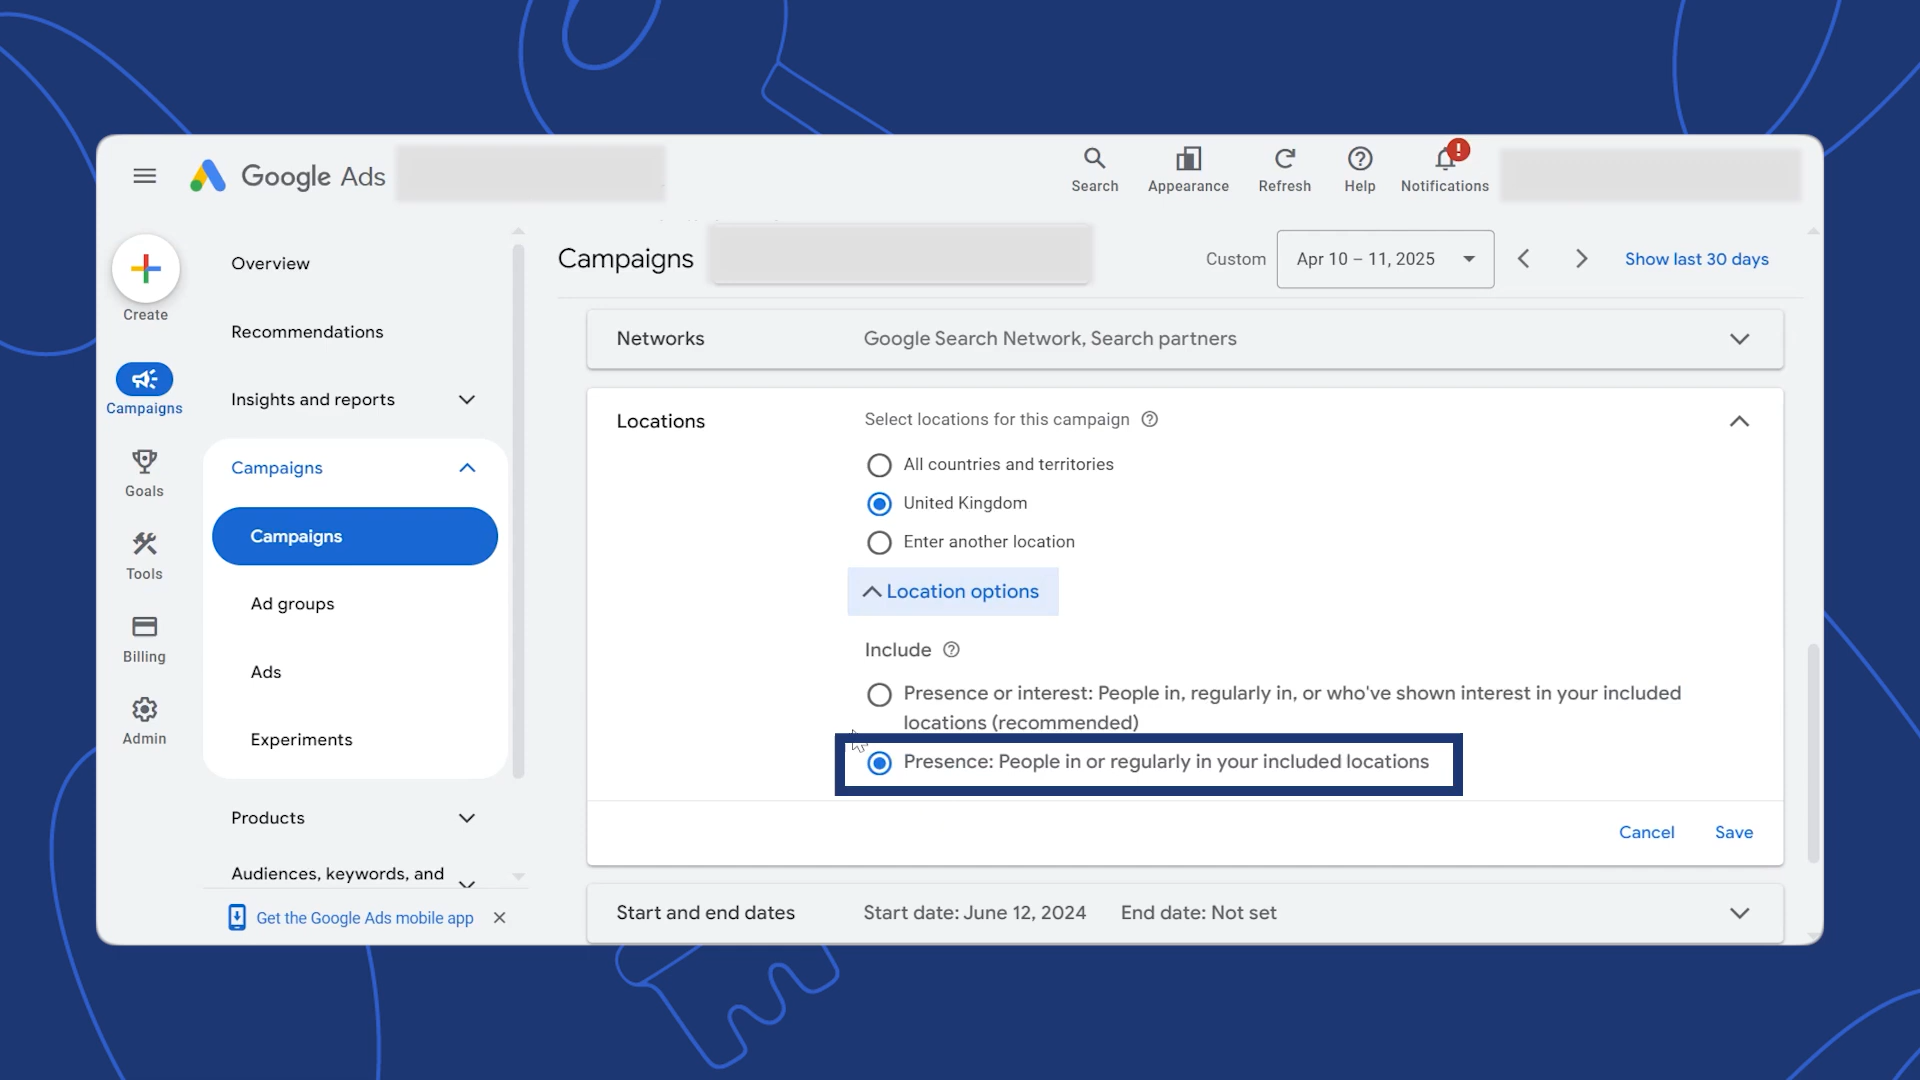 Google Ads
Search
Appearance
Refresh
Help
!
Notifications
Create
Campaigns
Goals
Tools
Billing
Admin
Overview
Recommendations
Insights and reports
Campaigns
Campaigns
Ad groups
Ads
Experiments
Products
Audiences, keywords, and
Get the Google Ads mobile app
Campaigns
Custom
Apr 10 – 11, 2025
Show last 30 days
Networks
Google Search Network, Search partners
Locations
Select locations for this campaign
All countries and territories
United Kingdom
Enter another location
Location options
Include
Presence or interest: People in, regularly in, or who've shown interest in your included
locations (recommended)
Presence: People in or regularly in your included locations
Cancel
Save
Start and end dates
Start date: June 12, 2024
End date: Not set